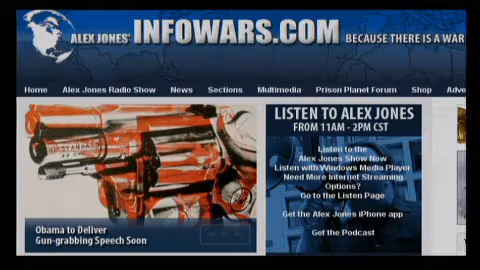 ALEX JONES' INFOWARS.COM BECAUSE THERE IS A WAR
Home Alex Jones Radio Show News Sections Multimedia Prison Planet Forum Shop Adve
LISTEN TO ALEX JONES
FROM 11AM - 2PM CST
Listen to the
Alex Jones Show Now
Listen with Windows Media Player
Need More Internet Streaming
Options?
Go to the Listen Page
Get the Alex Jones iPhone app
Get the Podcast
Obama to Deliver
Gun-grabbing Speech Soon